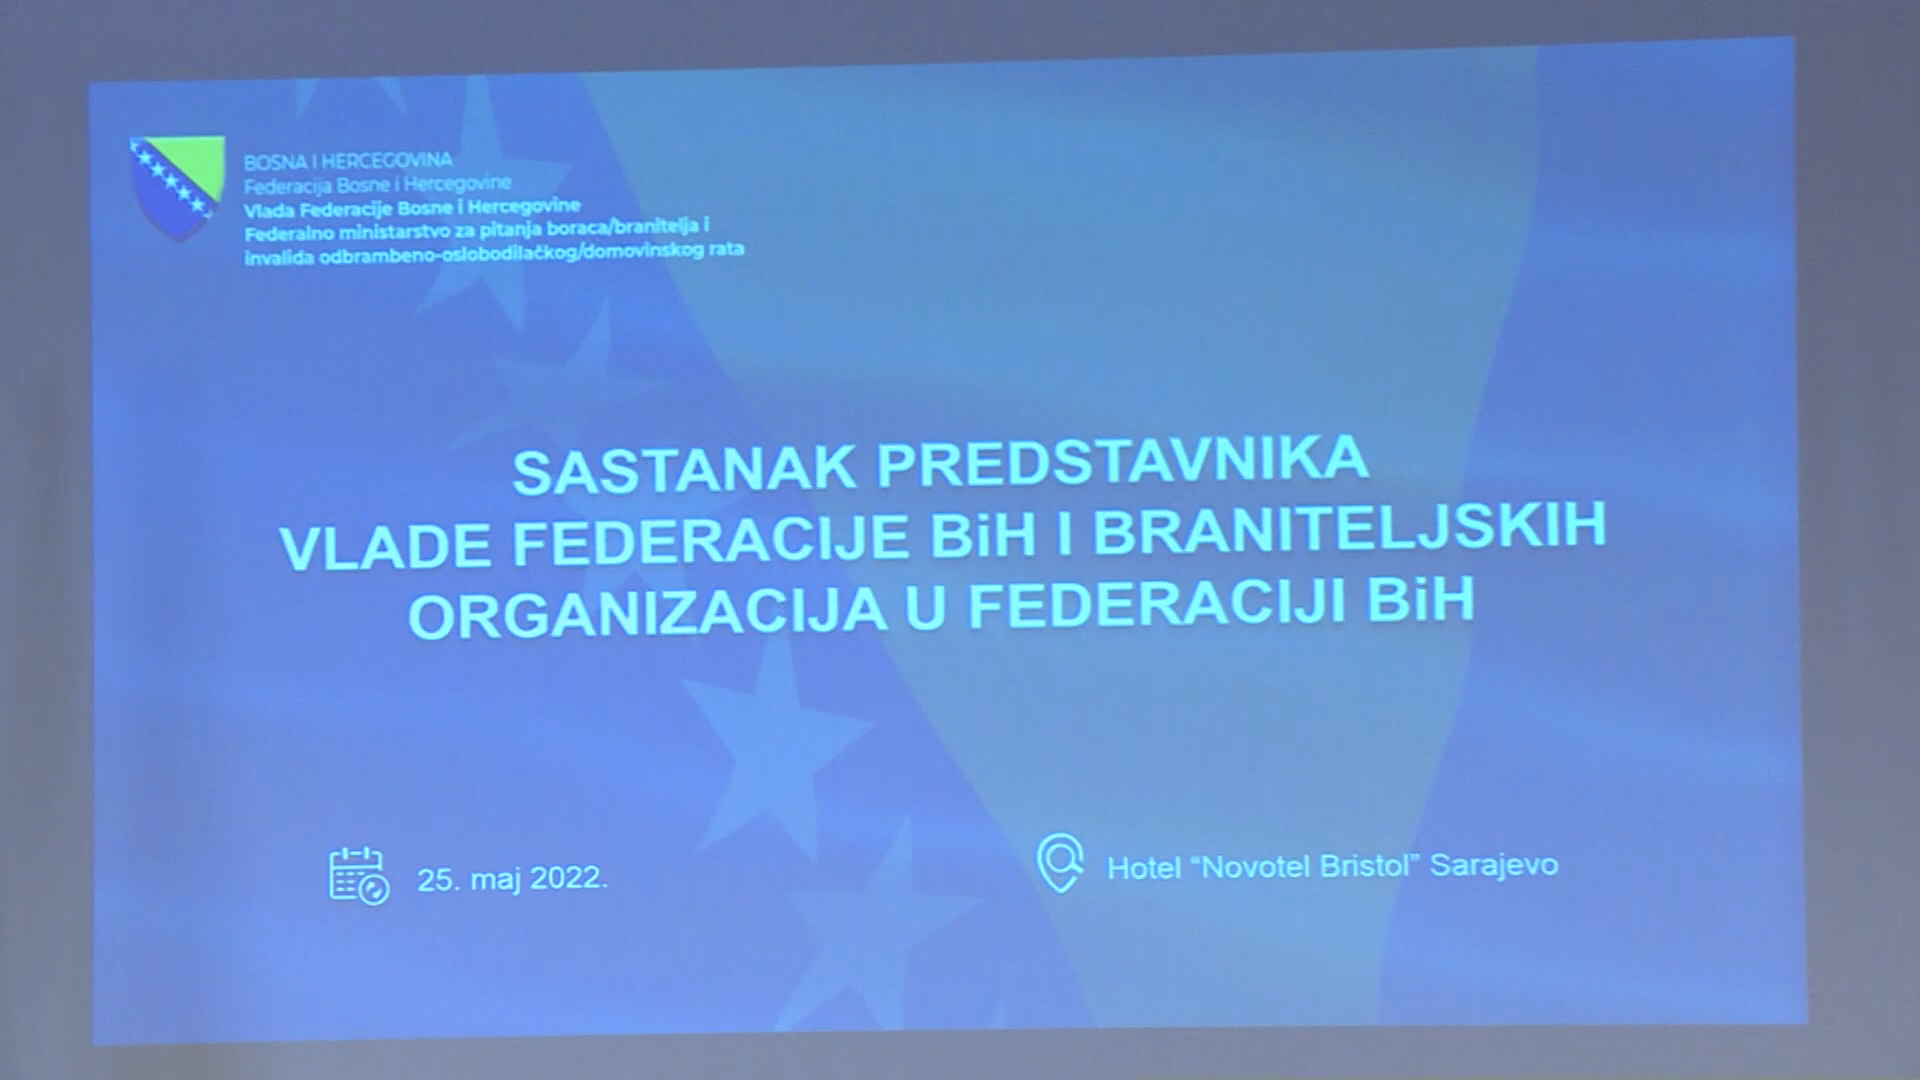 BOSNA I HERCEGOVINA
Federacija Bosne i Hercegovine
Vlada Federacije Bosne i Hercegovine
Federalno ministarstvo za pitanja boraca/branitelja i
invalida odbrambeno-oslobodilačkog/domovinskog rata
SASTANAK PREDSTAVNIKA
VLADE FEDERACIJE BiH I BRANITELJSKIH
ORGANIZACIJA U FEDERACIJI BiH
25. maj 2022.
Hotel “Novotel Bristol” Sarajevo